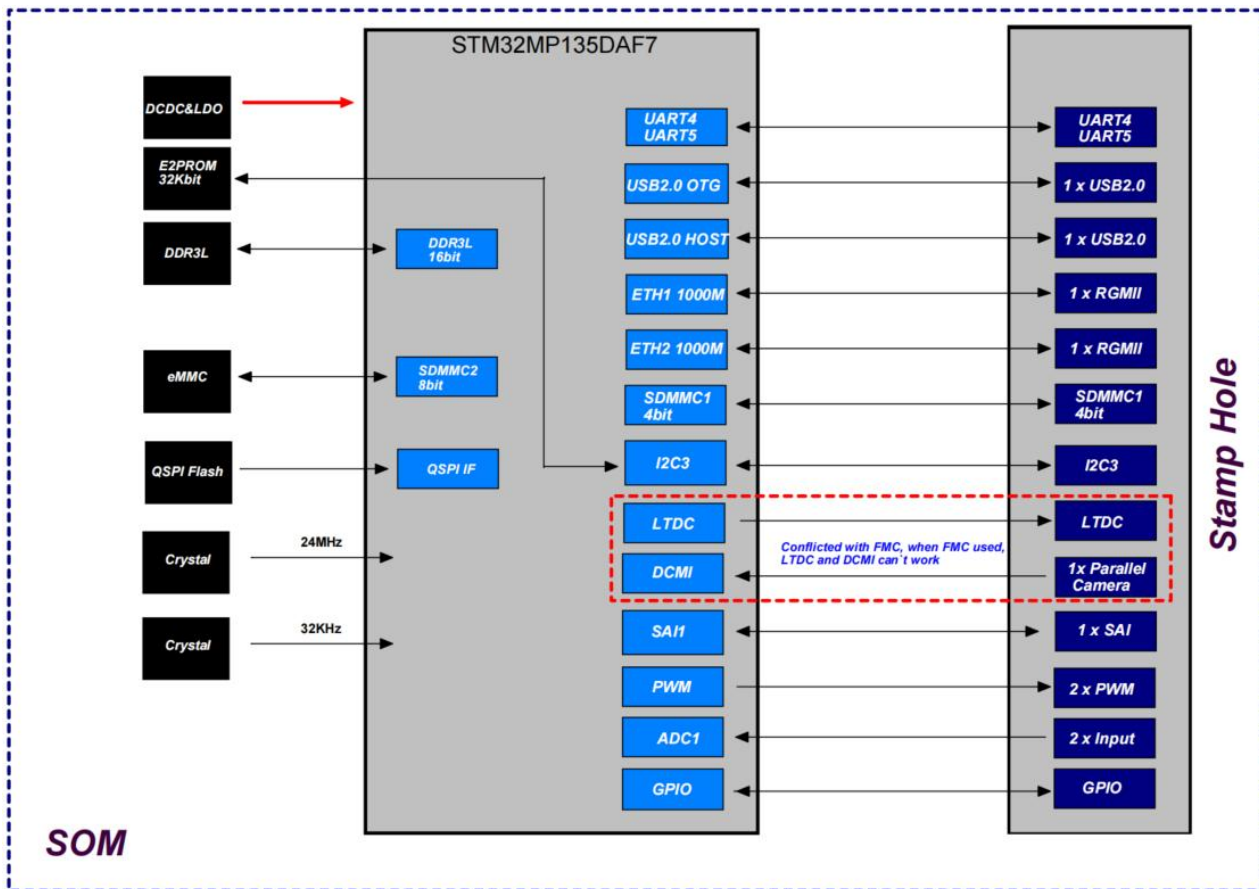 STM32MP135DAF7
DCDC&LDO
E2PROM
32Kbit
DDR3L
eMMC
QSPI Flash
Crystal
24MHz
Crystal
32KHz
DDR3L
16bit
SDMMC2
8bit
QSPI IF
UART4
UART5
USB2.0 OTG
USB2.0 HOST
ETH1 1000M
ETH2 1000M
SDMMC1
4bit
I2C3
LTDC
DCMI
SAI1
PWM
ADC1
GPIO
Conflicted with FMC, when FMC used,
LTDC and DCMI can`t work
UART4
UART5
1 x USB2.0
1 x USB2.0
1 x RGMII
1 x RGMII
SDMMC1
4bit
I2C3
LTDC
1x Parallel
Camera
1 x SAI
2 x PWM
2 x Input
GPIO
Stamp Hole
SOM